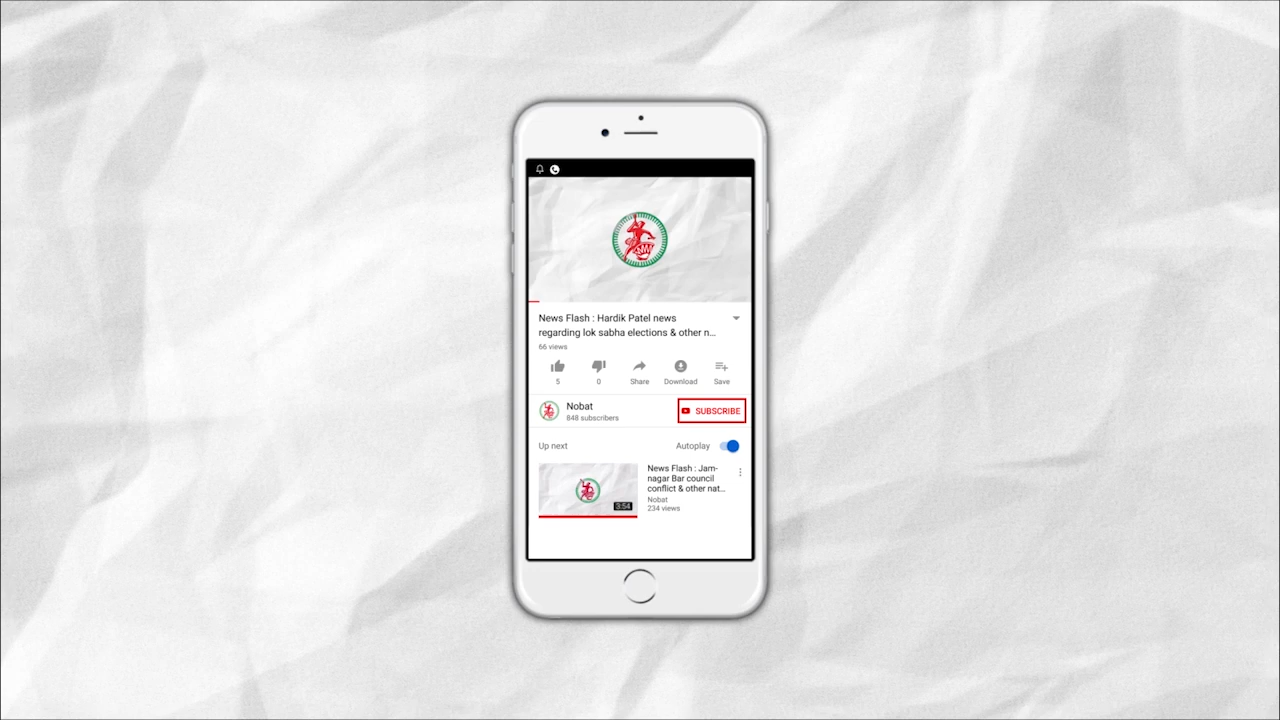 News Flash : Hardik Patel news
regarding lok sabha elections & other n...
66 views
5
0
Share
Download
Save
Nobat
848 subscribers
SUBSCRIBE
Up next
Autoplay
News Flash : Jam-
nagar Bar council
conflict & other nat...
Nobat
234 views
3:54